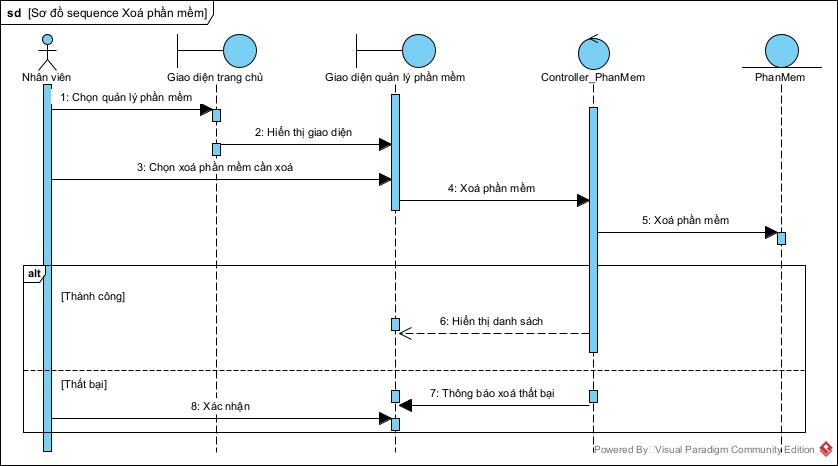 sd [Sơ đồ sequence Xoá phần mềm]
Nhân viên
Giao diện trang chủ
Giao diện quản lý phần mềm
Controller_PhanMem
PhanMem
1: Chọn quản lý phần mềm
2: Hiển thị giao diện
3: Chọn xoá phần mềm cần xoá
4: Xoá phần mềm
5: Xoá phần mềm
alt
[Thành công]
6: Hiển thị danh sách
[Thất bại]
7: Thông báo xoá thất bại
8: Xác nhận
Powered By Visual Paradigm Community Edition